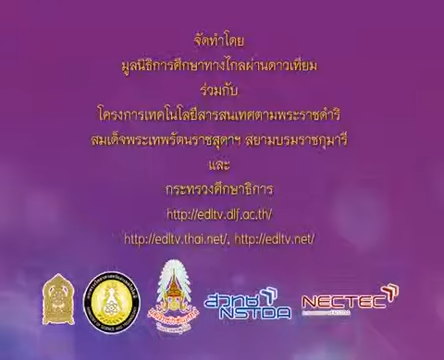 จัดทำโดย
มูลนิธิการศึกษาทางไกลผ่านดาวเทียม
ร่วมกับ
โครงการเทคโนโลยีสารสนเทศตามพระราชดำริ
สมเด็จพระเทพรัตนราชสุดาฯ สยามบรมราชกุมารี
และ
กระทรวงศึกษาธิการ
http://edltv.dlf.ac.th/
http://edltv.thai.net/, http://edltv.net/
สวทช
NSTDA
NECTEC